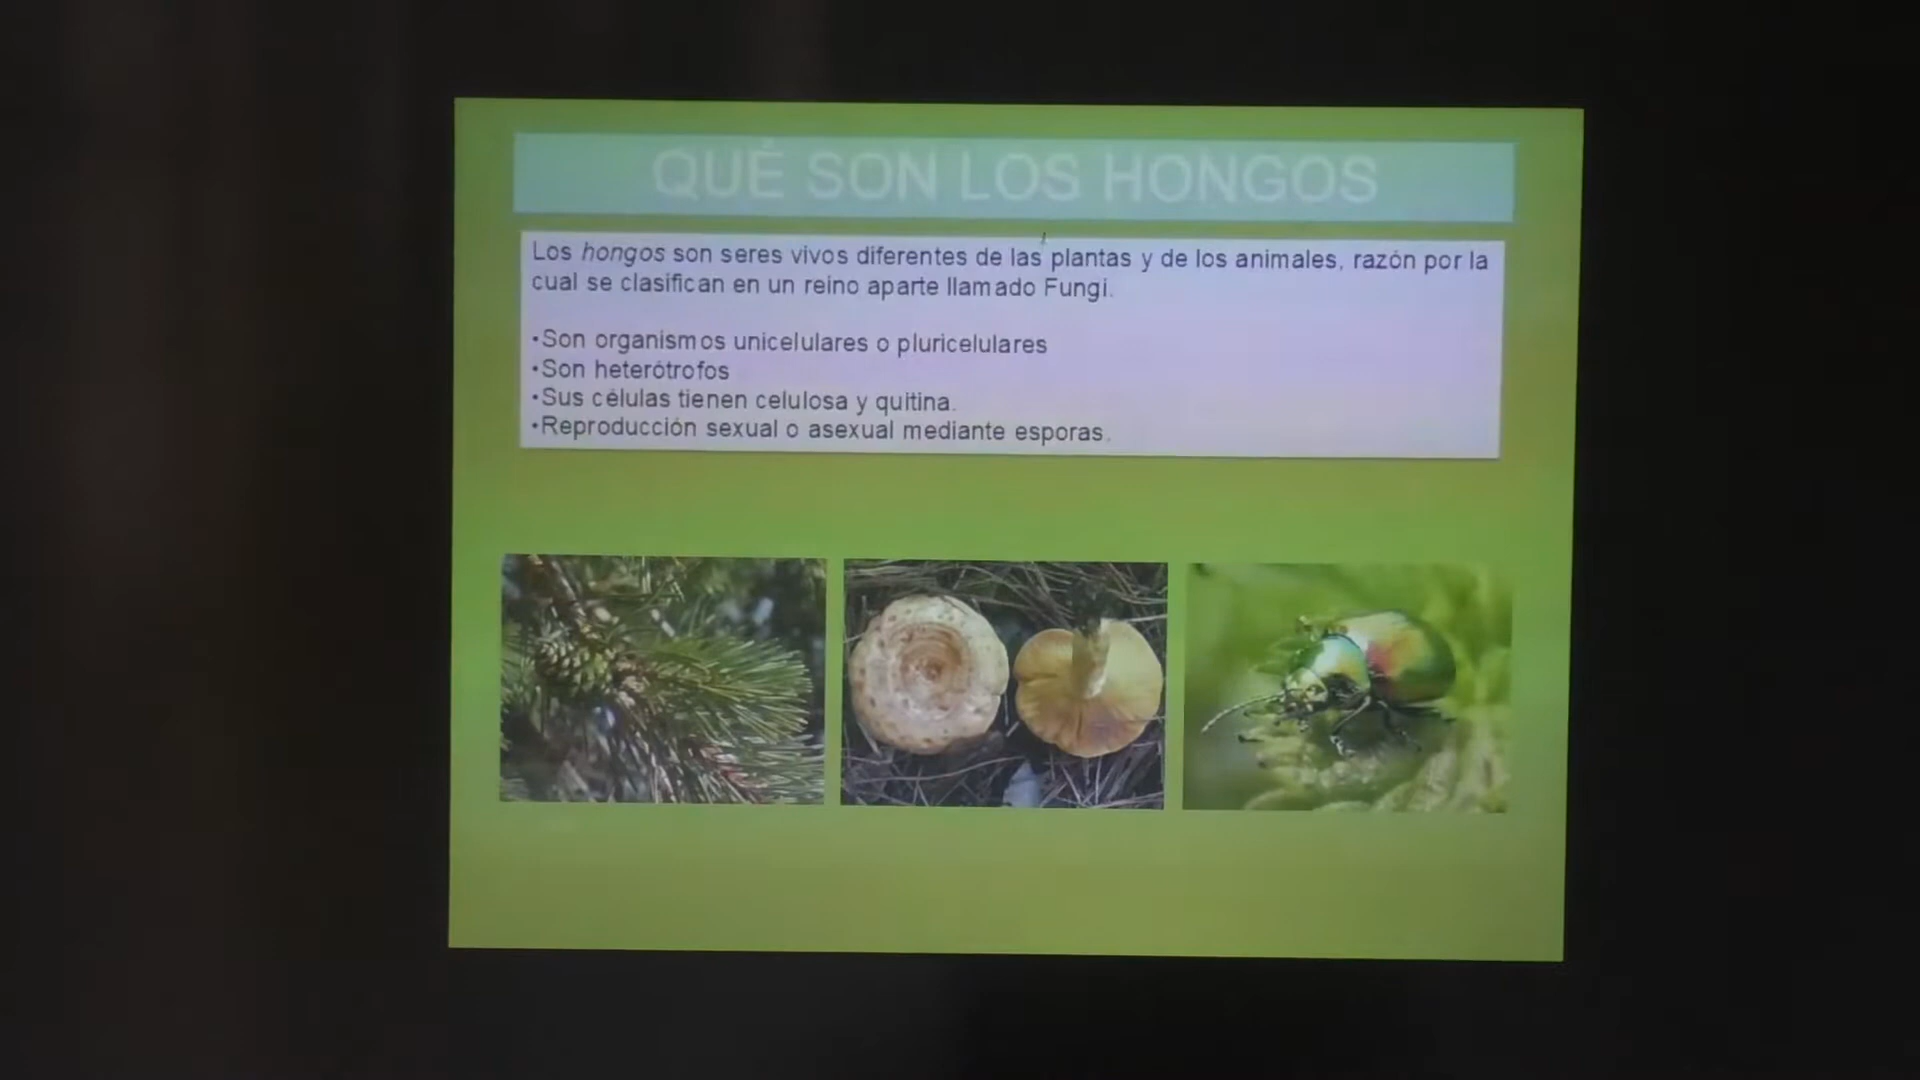 QUÉ SON LOS HONGOS
Los hongos son seres vivos diferentes de las plantas y de los animales, razón por la
cual se clasifican en un reino aparte llamado Fungi.
•Son organismos unicelulares o pluricelulares
•Son heterótrofos
•Sus células tienen celulosa y quitina.
•Reproducción sexual o asexual mediante esporas.